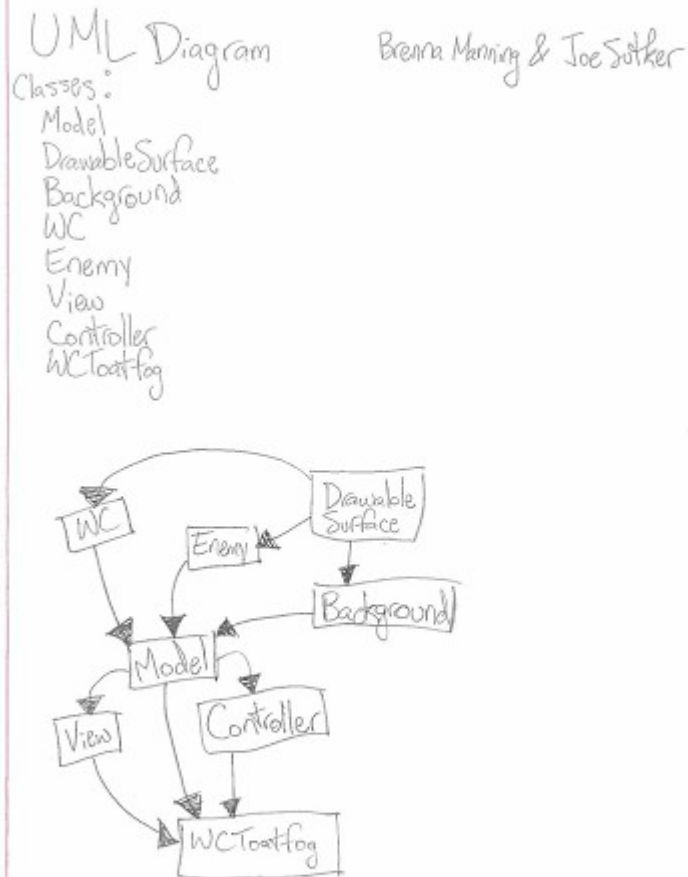 UML Diagram
Brenna Manning & Joe Sutker
Classes:
Model
DrawableSurface
Background
WC
Enemy
View
Controller
WCToatfog
Drawable
Surface
WC
Enemy
Background
Model
View
Controller
WCToatfog